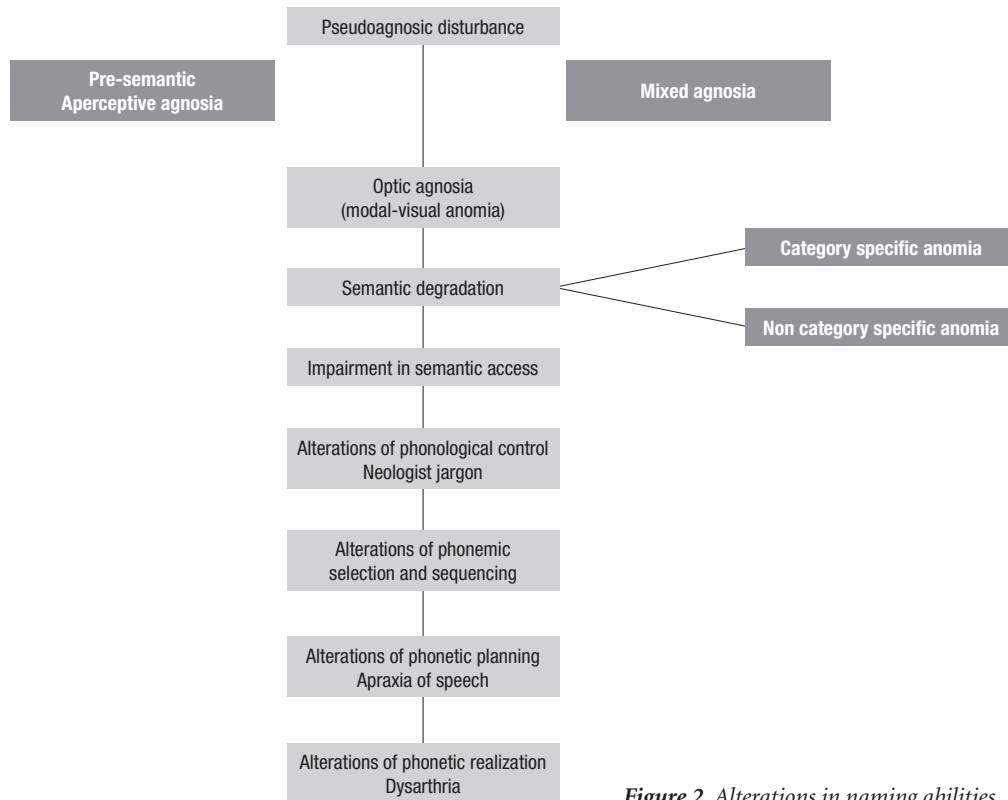 Pseudoagnosic disturbance
Pre-semantic
Aperceptive agnosia
Mixed agnosia
Optic agnosia
(modal-visual anomia)
Category specific anomia
Semantic degradation
Non category specific anomia
Impairment in semantic access
Alterations of phonological control
Neologist jargon
Alterations of phonemic
selection and sequencing
Alterations of phonetic planning
Apraxia of speech
Alterations of phonetic realization
Dysarthria
Figure 2. Alterations in naming abilities